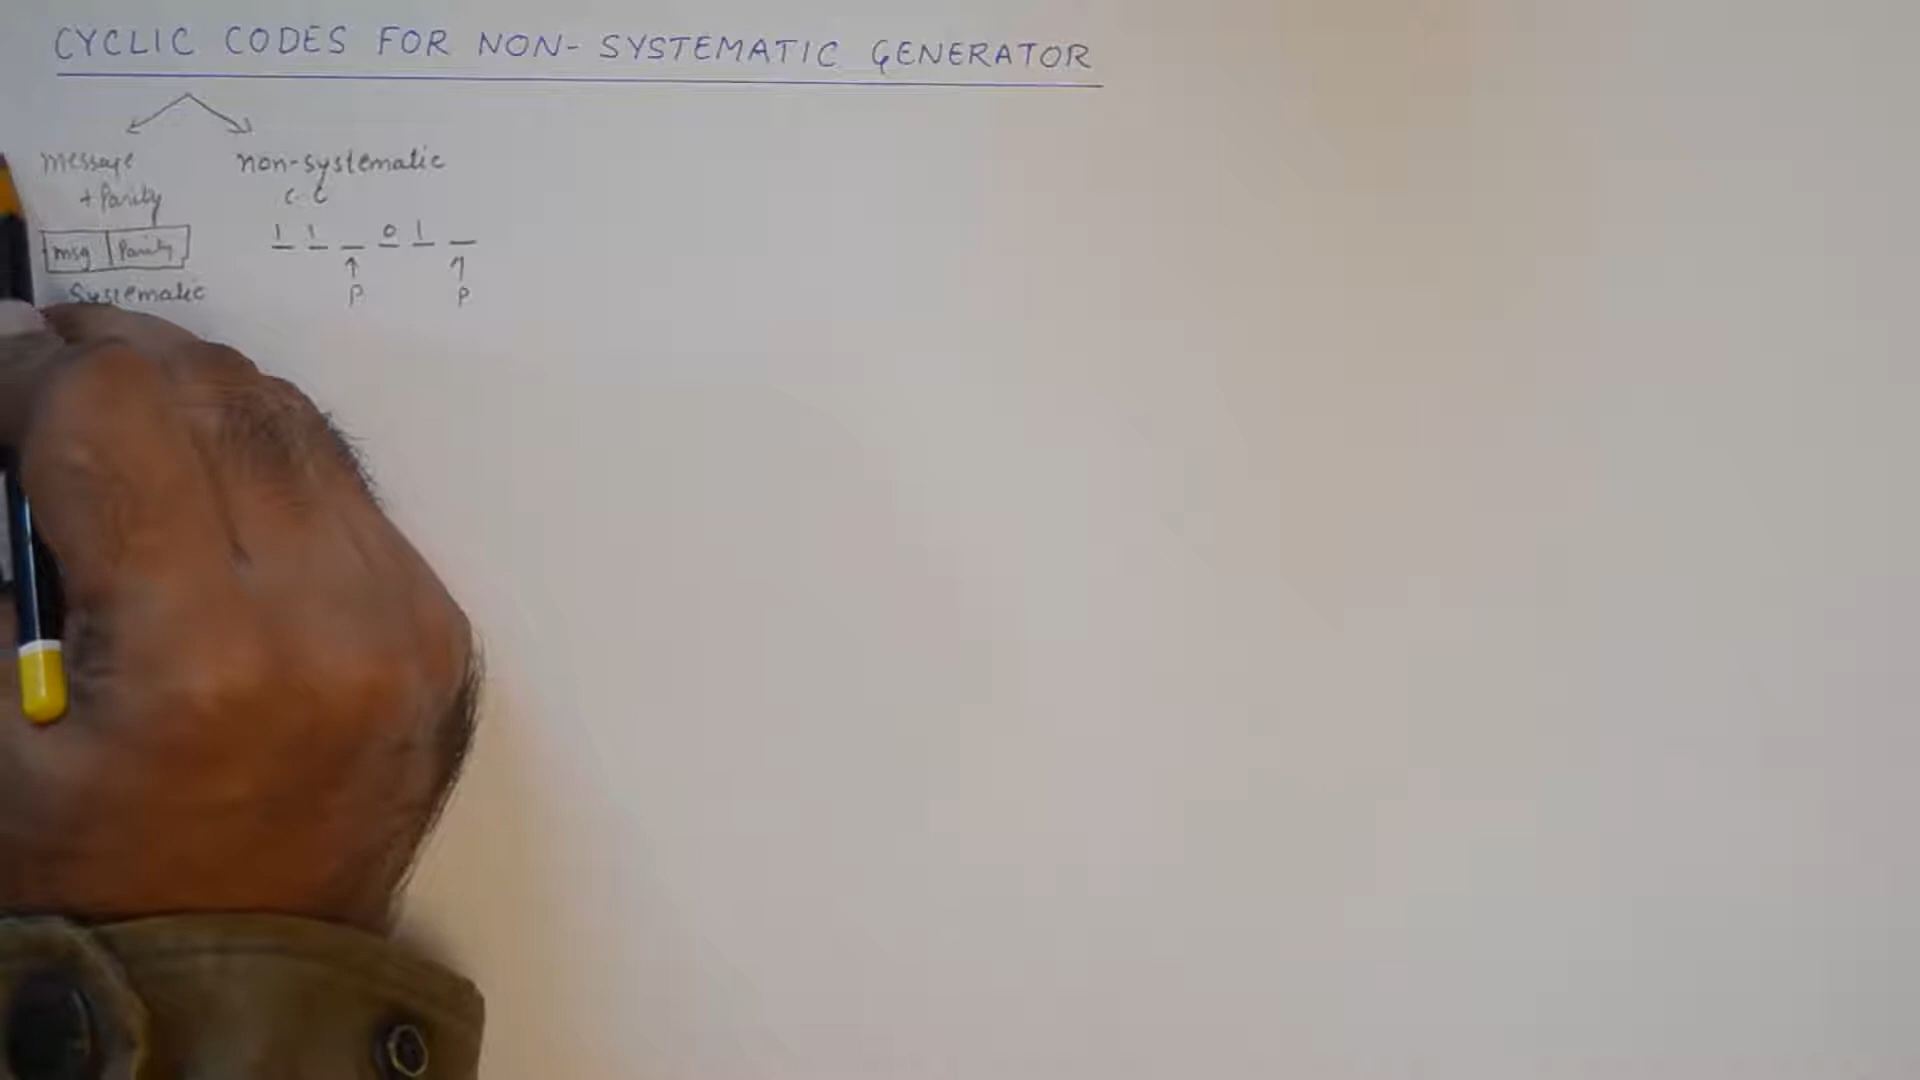 CYCLIC CODES FOR NON-SYSTEMATIC GENERATOR
message
+ Parity
msg Parity
Systematic
non-systematic
C.C
1 1 _ 0 1 _
↑ ↑
P P